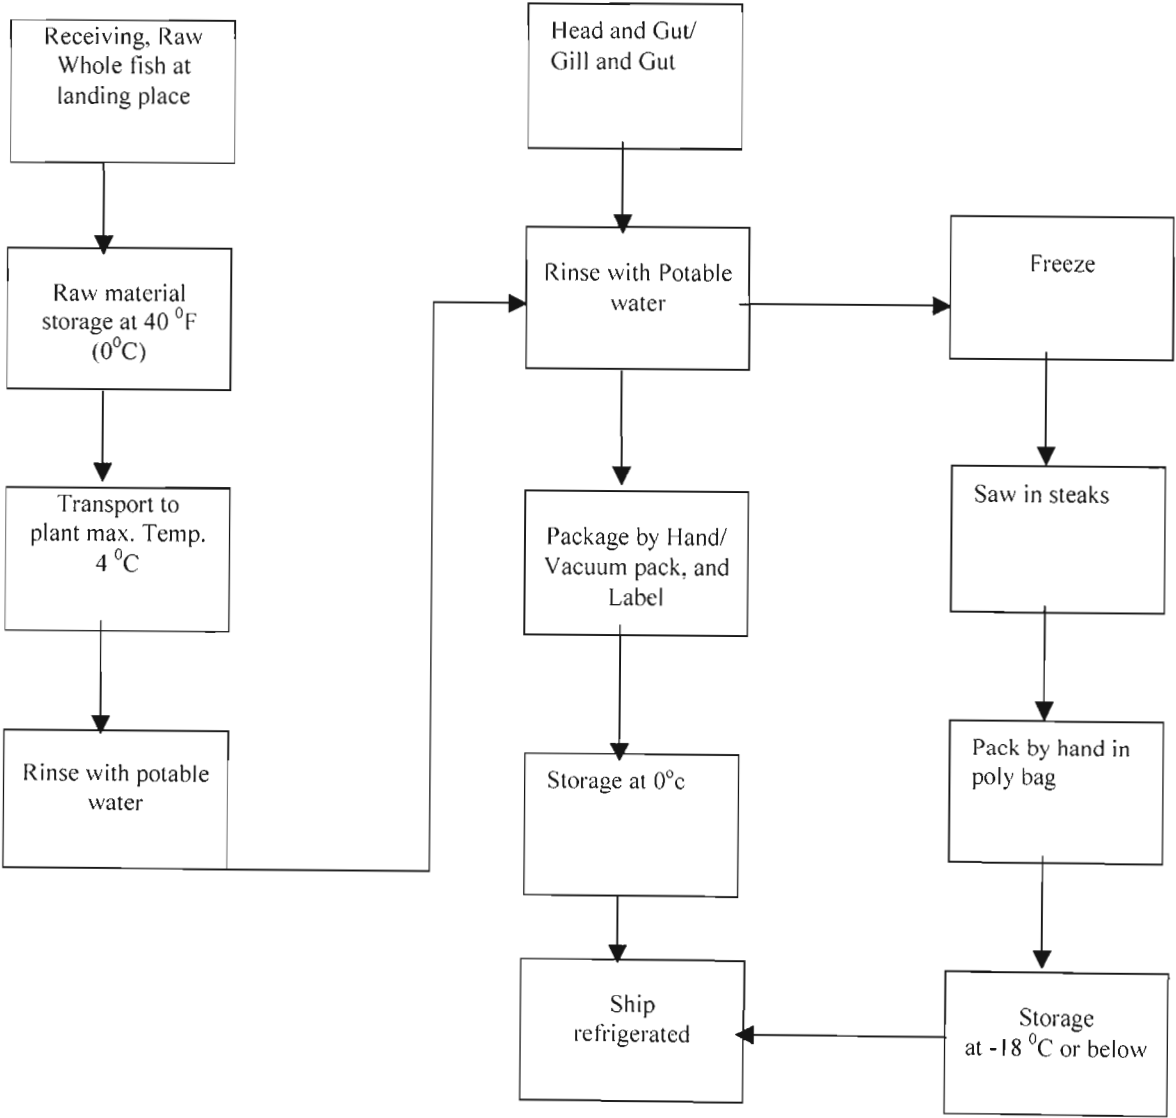 Receiving, Raw
Whole fish at
landing place
Raw material
storage at 40 ⁰F
(0⁰C)
Transport to
plant max. Temp.
4 ⁰C
Rinse with potable
water
Head and Gut/
Gill and Gut
Rinse with Potable
water
Package by Hand/
Vacuum pack, and
Label
Storage at 0°c
Ship
refrigerated
Freeze
Saw in steaks
Pack by hand in
poly bag
Storage
at -18 ⁰C or below